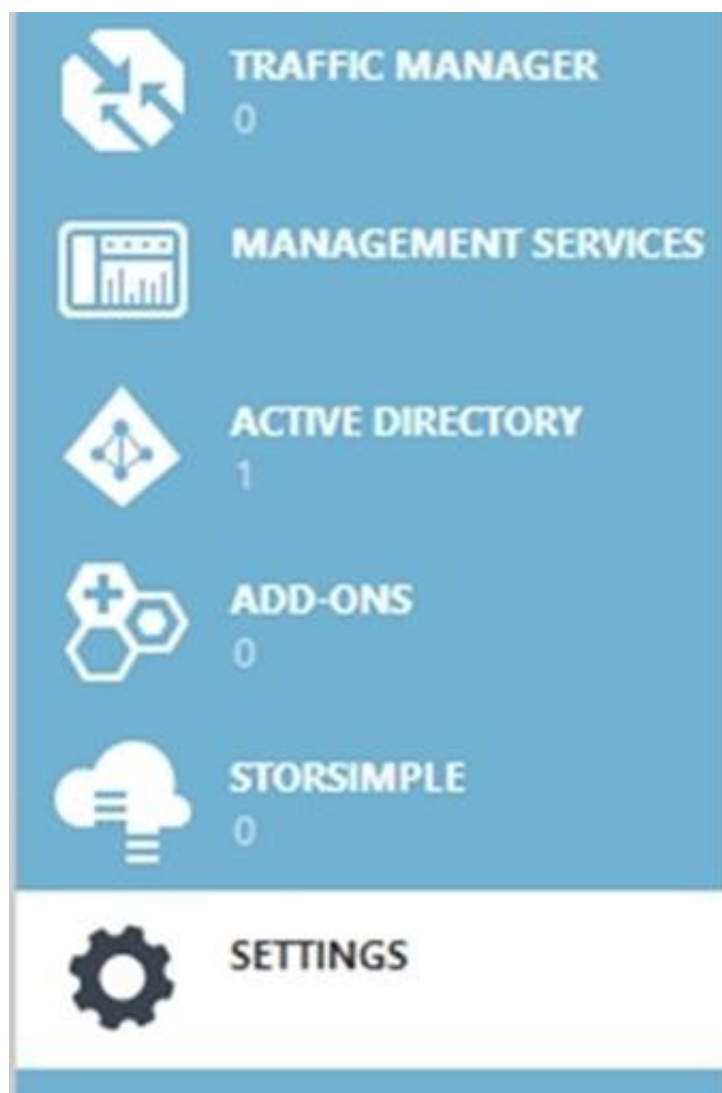 TRAFFIC MANAGER
0
MANAGEMENT SERVICES
ACTIVE DIRECTORY
1
ADD-ONS
0
STORSIMPLE
0
SETTINGS